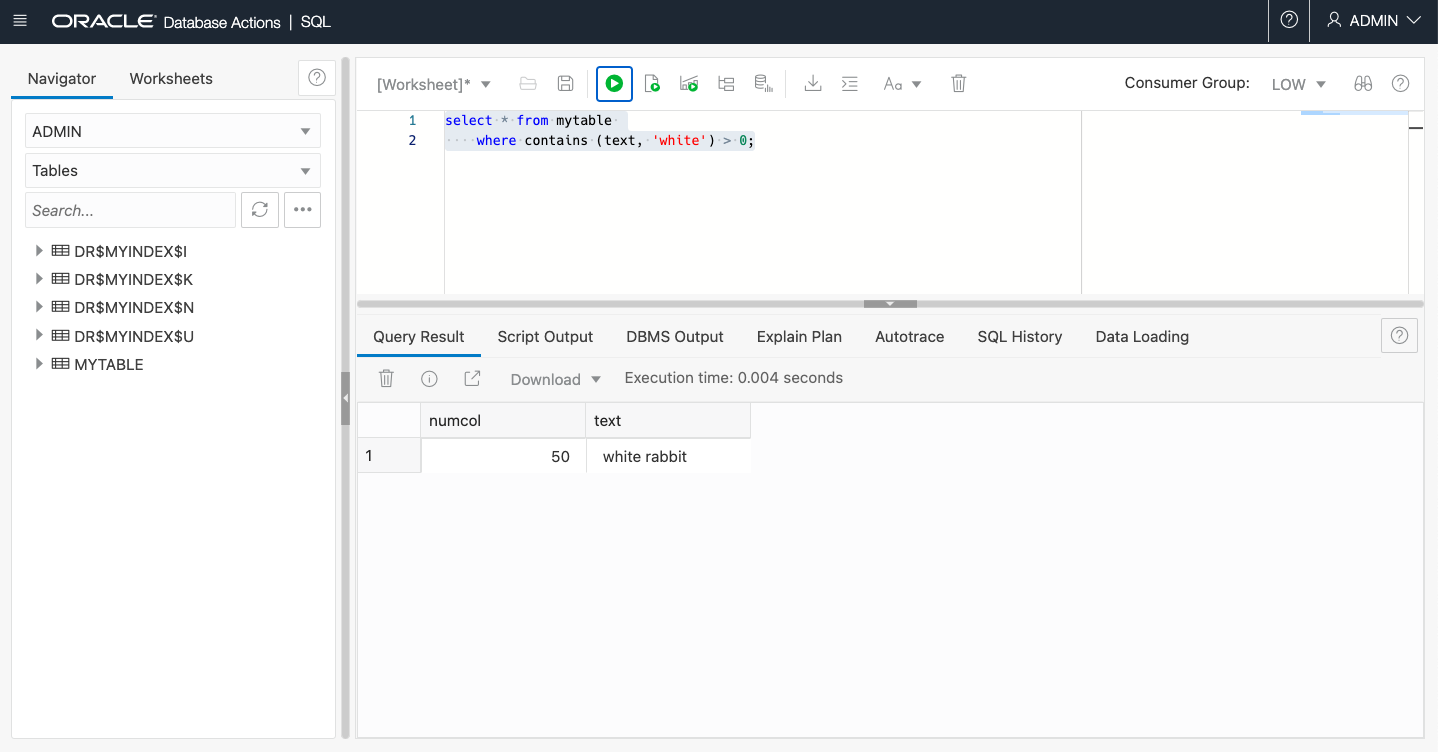 ORACLE Database Actions | SQL
ADMIN
Navigator Worksheets
ADMIN
Tables
Search...
DR$MYINDEX$I
DR$MYINDEX$K
DR$MYINDEX$N
DR$MYINDEX$U
MYTABLE
[Worksheet]*
Aa
Consumer Group: LOW
1 select * from mytable
2 where contains (text, 'white') > 0;
Query Result Script Output DBMS Output Explain Plan Autotrace SQL History Data Loading
Download Execution time: 0.004 seconds
numcol text
1 50 white rabbit